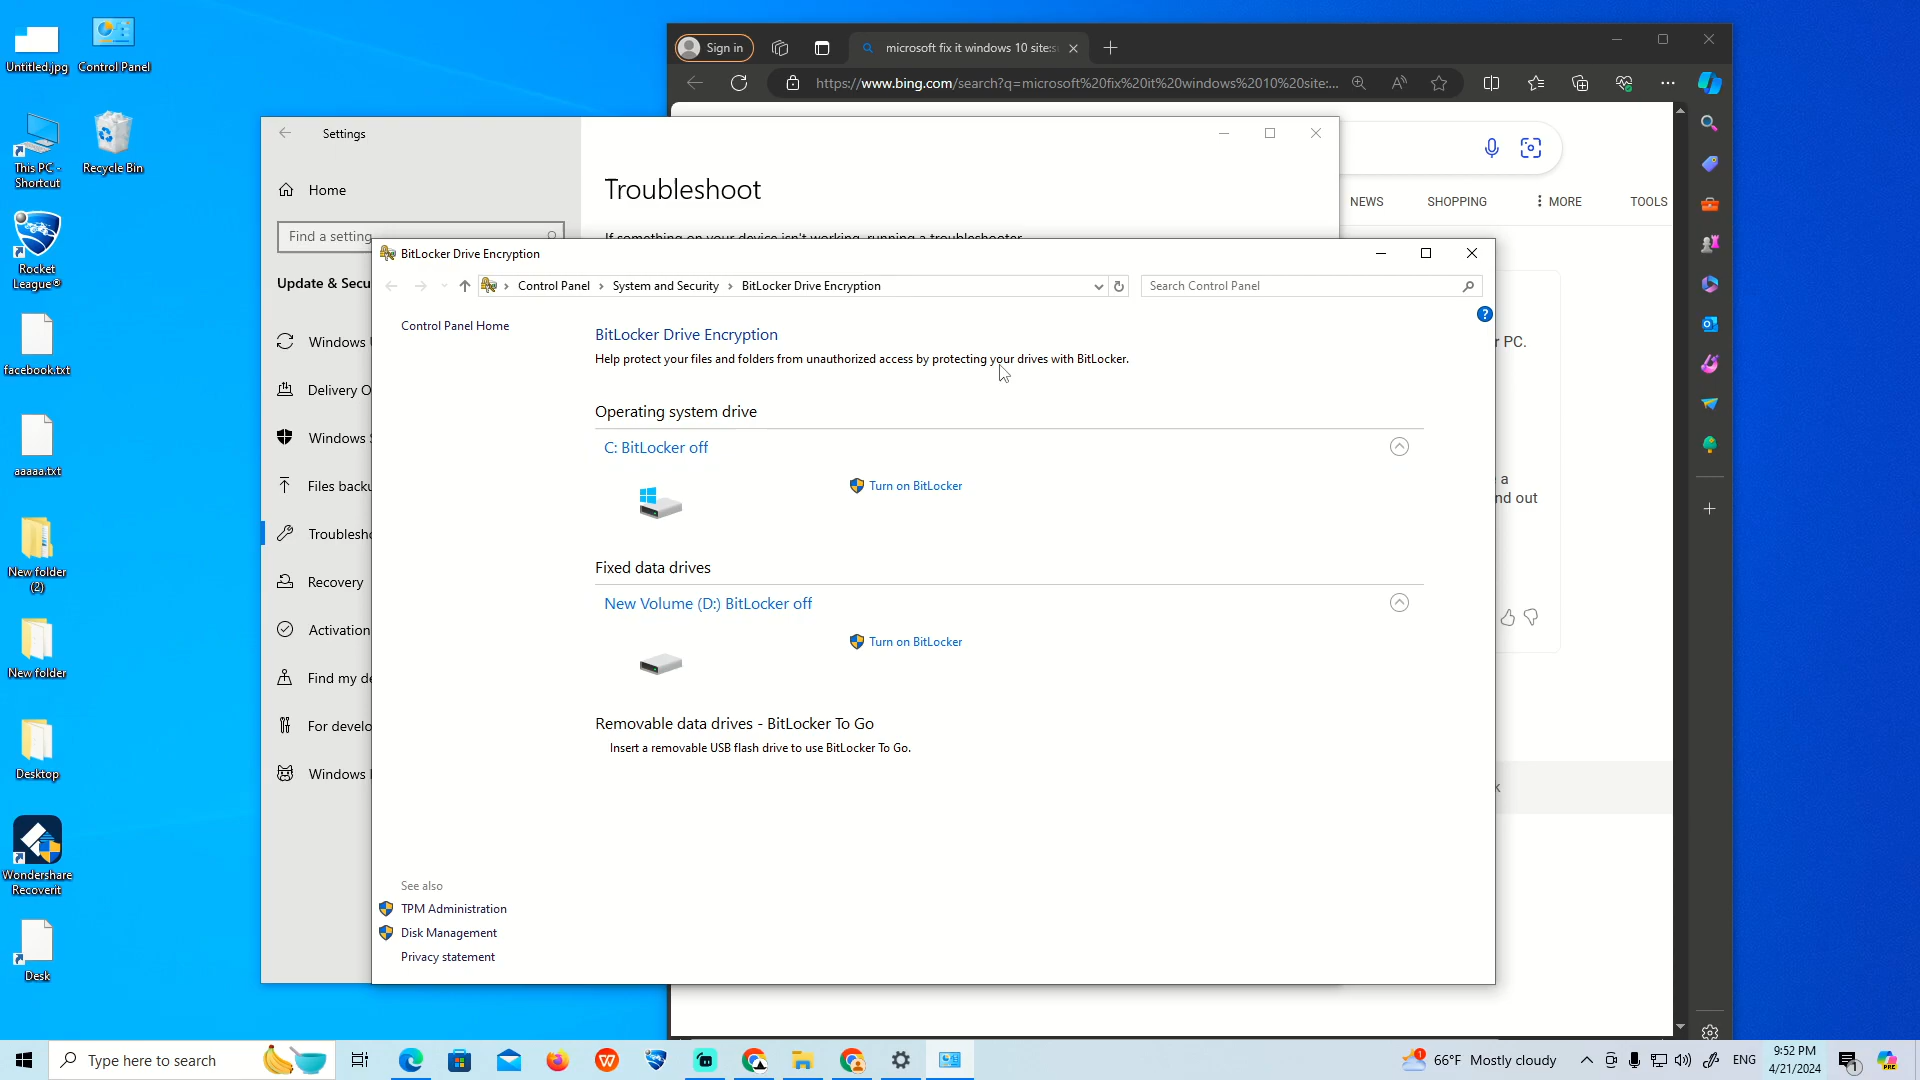 Untitled.jpg
Control Panel
This PC -
Shortcut
Recycle Bin
Rocket
League®
facebook.txt
aaaaa.txt
New folder
(2)
New folder
Desktop
Wondershare
Recoverit
Desk
Sign in
microsoft fix it windows 10 site:s
https://www.bing.com/search?q=microsoft%20fix%20it%20windows%2010%20site:...
NEWS
SHOPPING
MORE
TOOLS
r PC.
a
nd out
k
Settings
Home
Find a setting
Update & Secu
Windows
Delivery O
Windows
Files backu
Troublesho
Recovery
Activation
Find my de
For develo
Windows
Troubleshoot
If something on your device isn't working, running a troubleshooter
BitLocker Drive Encryption
Control Panel
System and Security
BitLocker Drive Encryption
Search Control Panel
?
Control Panel Home
BitLocker Drive Encryption
Help protect your files and folders from unauthorized access by protecting your drives with BitLocker.
Operating system drive
C: BitLocker off
Turn on BitLocker
Fixed data drives
New Volume (D:) BitLocker off
Turn on BitLocker
Removable data drives - BitLocker To Go
Insert a removable USB flash drive to use BitLocker To Go.
See also
TPM Administration
Disk Management
Privacy statement
Type here to search
1
66°F Mostly cloudy
ENG
9:52 PM
4/21/2024
1
PRE